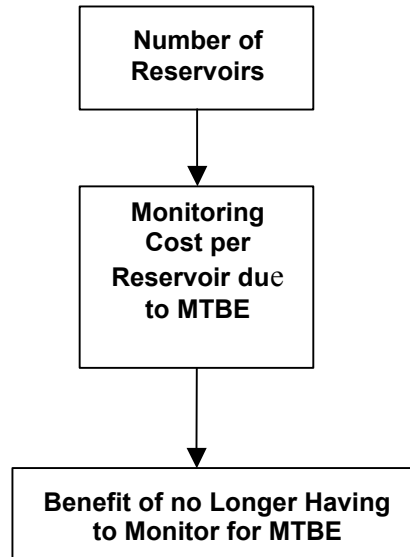 Number of
Reservoirs
Monitoring
Cost per
Reservoir due
to MTBE
Benefit of no Longer Having
to Monitor for MTBE